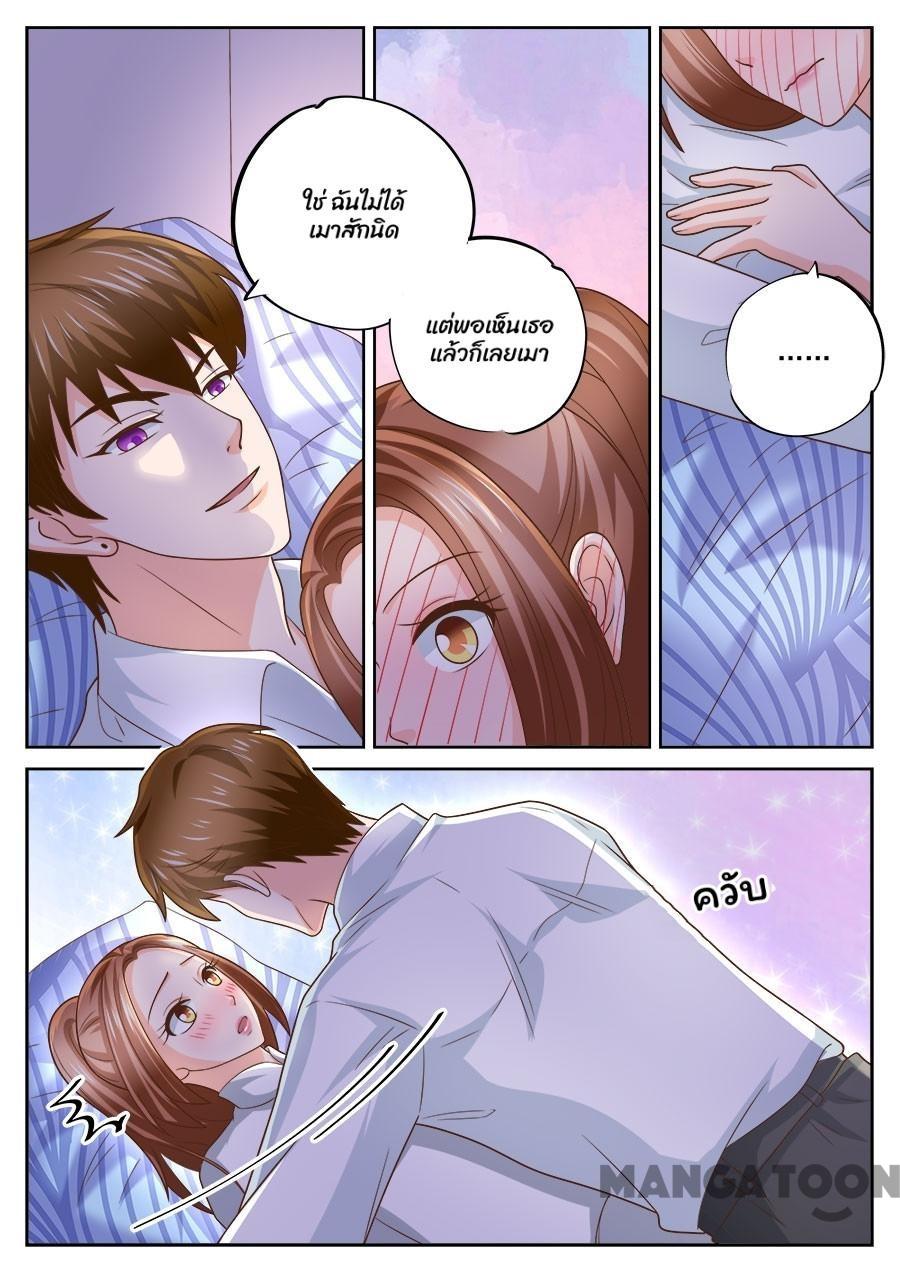 ใช่ ฉันไม่ได้
เมาสักนิด
แต่พอเห็นเธอ
แล้วก็เลยเมา
......
ควับ
MANGATOON